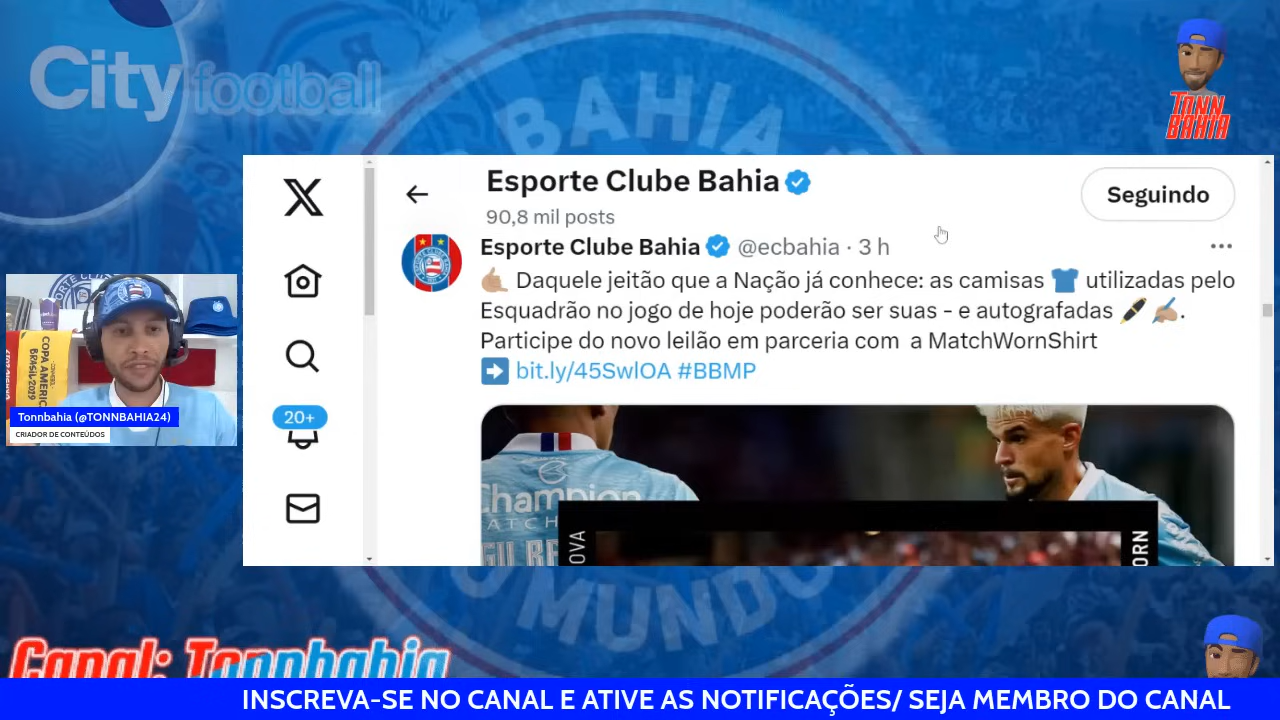 City football
TONN
BAHIA
BAHIA
Esporte Clube Bahia
90,8 mil posts
Seguindo
Esporte Clube Bahia @ecbahia · 3 h
🤙🏼 Daquele jeitão que a Nação já conhece: as camisas 👕 utilizadas pelo
Esquadrão no jogo de hoje poderão ser suas - e autografadas 🖋️✍🏼.
Participe do novo leilão em parceria com a MatchWornShirt
➡️ bit.ly/45SwlOA #BBMP
20+
Champion
OVA
ORN
COPA AMERICA
BRASIL 2019
Tonnbahia (@TONNBAHIA24)
CRIADOR DE CONTEÚDOS
O MUNDO
Canal: Tonnbahia
INSCREVA-SE NO CANAL E ATIVE AS NOTIFICAÇÕES/ SEJA MEMBRO DO CANAL